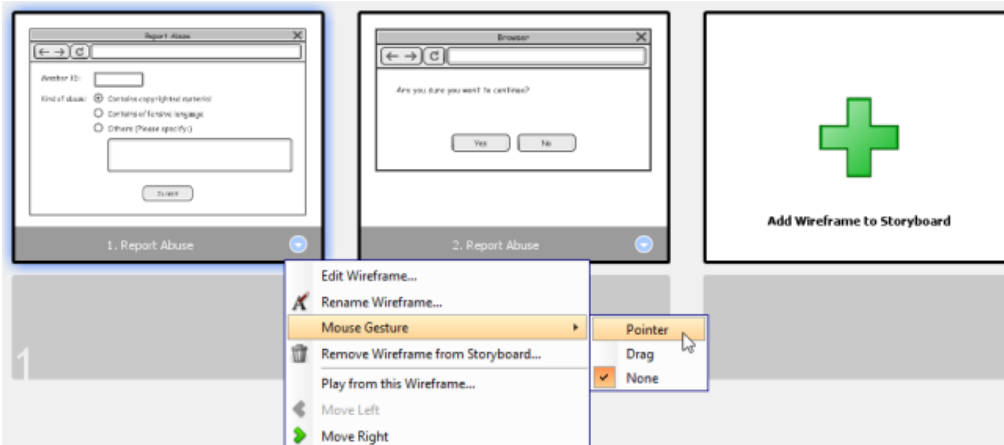 Report Abuse
Member ID:
Kind of abuse: Contains copyrighted material
Contains offensive language
Others (Please specify:)
Submit
1. Report Abuse
Browser
Are you sure you want to continue?
Yes No
2. Report Abuse
Add Wireframe to Storyboard
1
Edit Wireframe...
Rename Wireframe...
Mouse Gesture
Remove Wireframe from Storyboard...
Play from this Wireframe...
Move Left
Move Right
Pointer
Drag
None